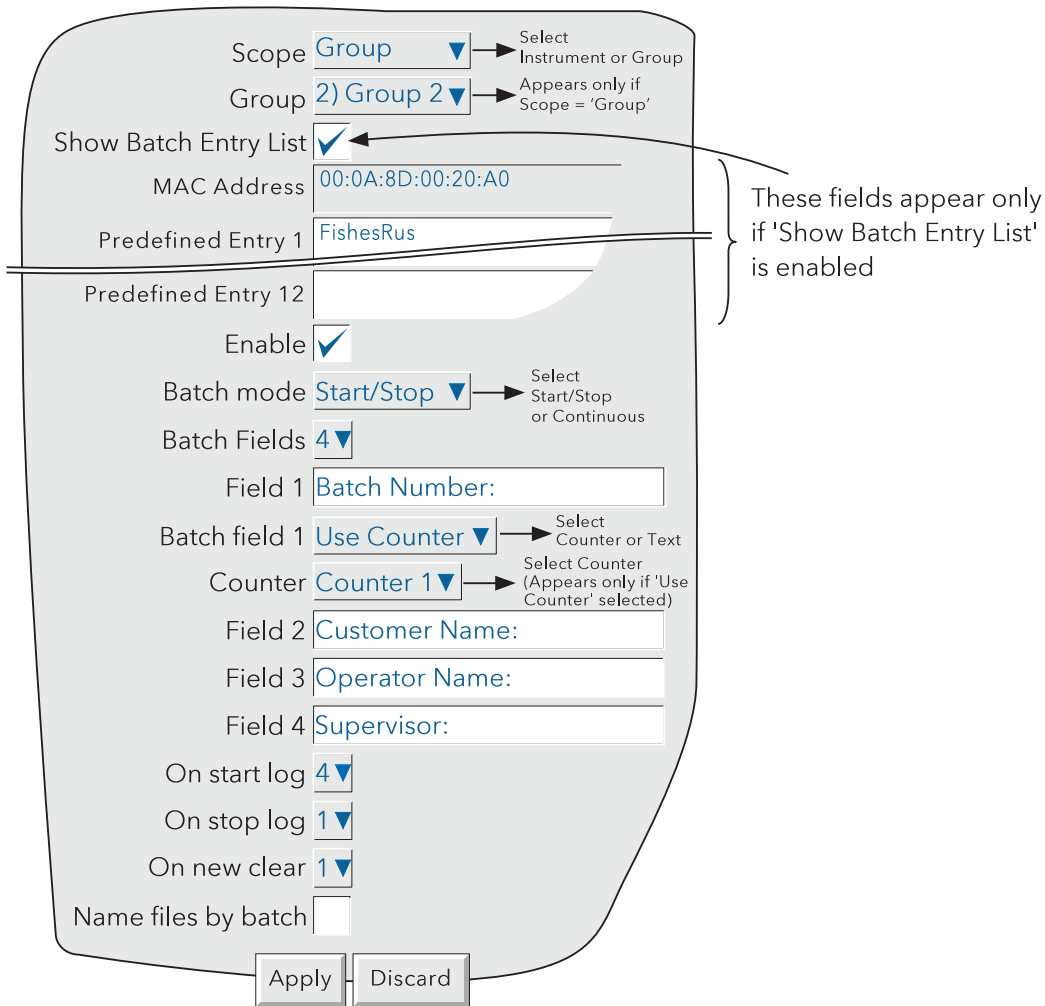 Scope Group ▼ Select
Instrument or Group
Group 2) Group 2 ▼ Appears only if
Scope = ‘Group’
Show Batch Entry List
MAC Address 00:0A:8D:00:20:A0
Predefined Entry 1 FishesRus
Predefined Entry 12
These fields appear only
if 'Show Batch Entry List'
is enabled
Enable
Batch mode Start/Stop ▼ Select
Start/Stop
or Continuous
Batch Fields 4 ▼
Field 1 Batch Number:
Batch field 1 Use Counter ▼ Select
Counter or Text
Counter Counter 1 ▼ Select Counter
(Appears only if 'Use
Counter' selected)
Field 2 Customer Name:
Field 3 Operator Name:
Field 4 Supervisor:
On start log 4 ▼
On stop log 1 ▼
On new clear 1 ▼
Name files by batch
Apply Discard